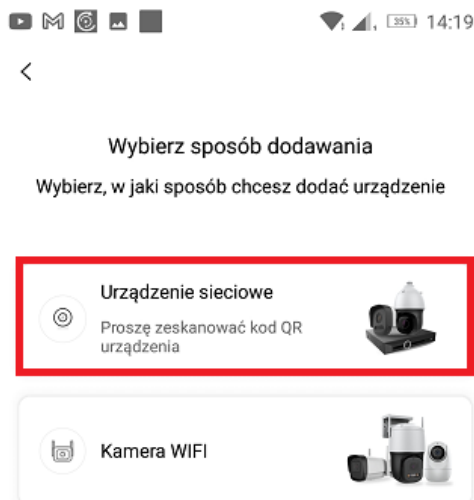 35% 14:19
Wybierz sposób dodawania
Wybierz, w jaki sposób chcesz dodać urządzenie
Urządzenie sieciowe
Proszę zeskanować kod QR
urządzenia
Kamera WIFI